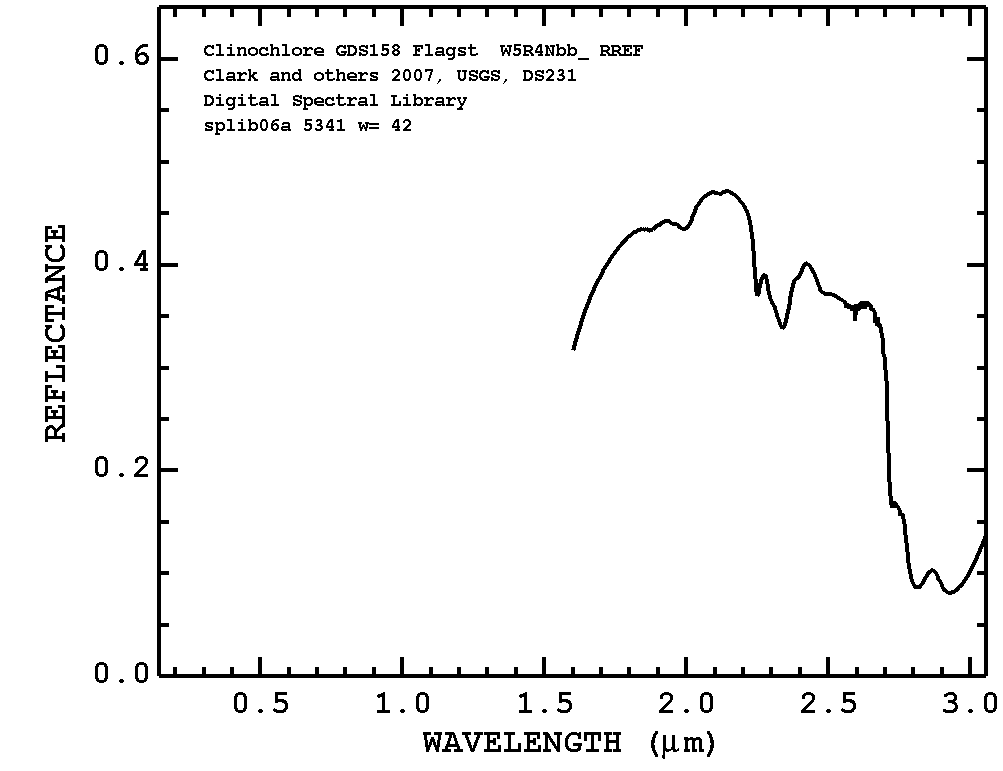 Clinochlore GDS158 Flagst W5R4Nbb_ RREF
Clark and others 2007, USGS, DS231
Digital Spectral Library
splib06a 5341 w= 42
REFLECTANCE
0.6
0.4
0.2
0.0
0.5 1.0 1.5 2.0 2.5 3.0
WAVELENGTH (μm)